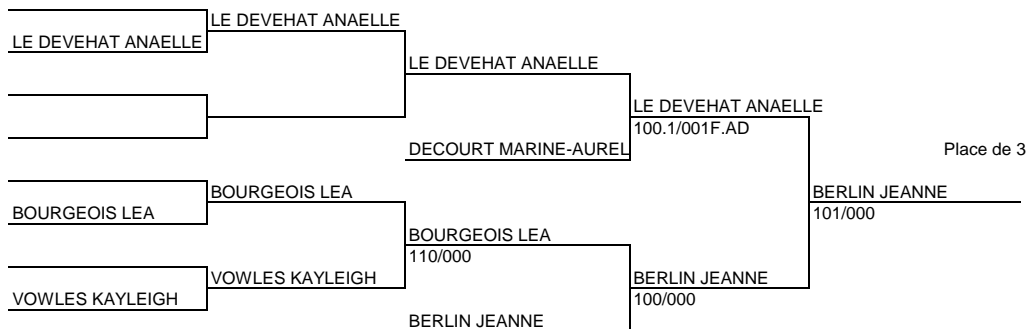 LE DEVEHAT ANAELLE
LE DEVEHAT ANAELLE
LE DEVEHAT ANAELLE
LE DEVEHAT ANAELLE
100.1/001F.AD
DECOURT MARINE-AUREL
Place de 3
BOURGEOIS LEA
BERLIN JEANNE
BOURGEOIS LEA
101/000
BOURGEOIS LEA
110/000
VOWLES KAYLEIGH
BERLIN JEANNE
VOWLES KAYLEIGH
100/000
BERLIN JEANNE